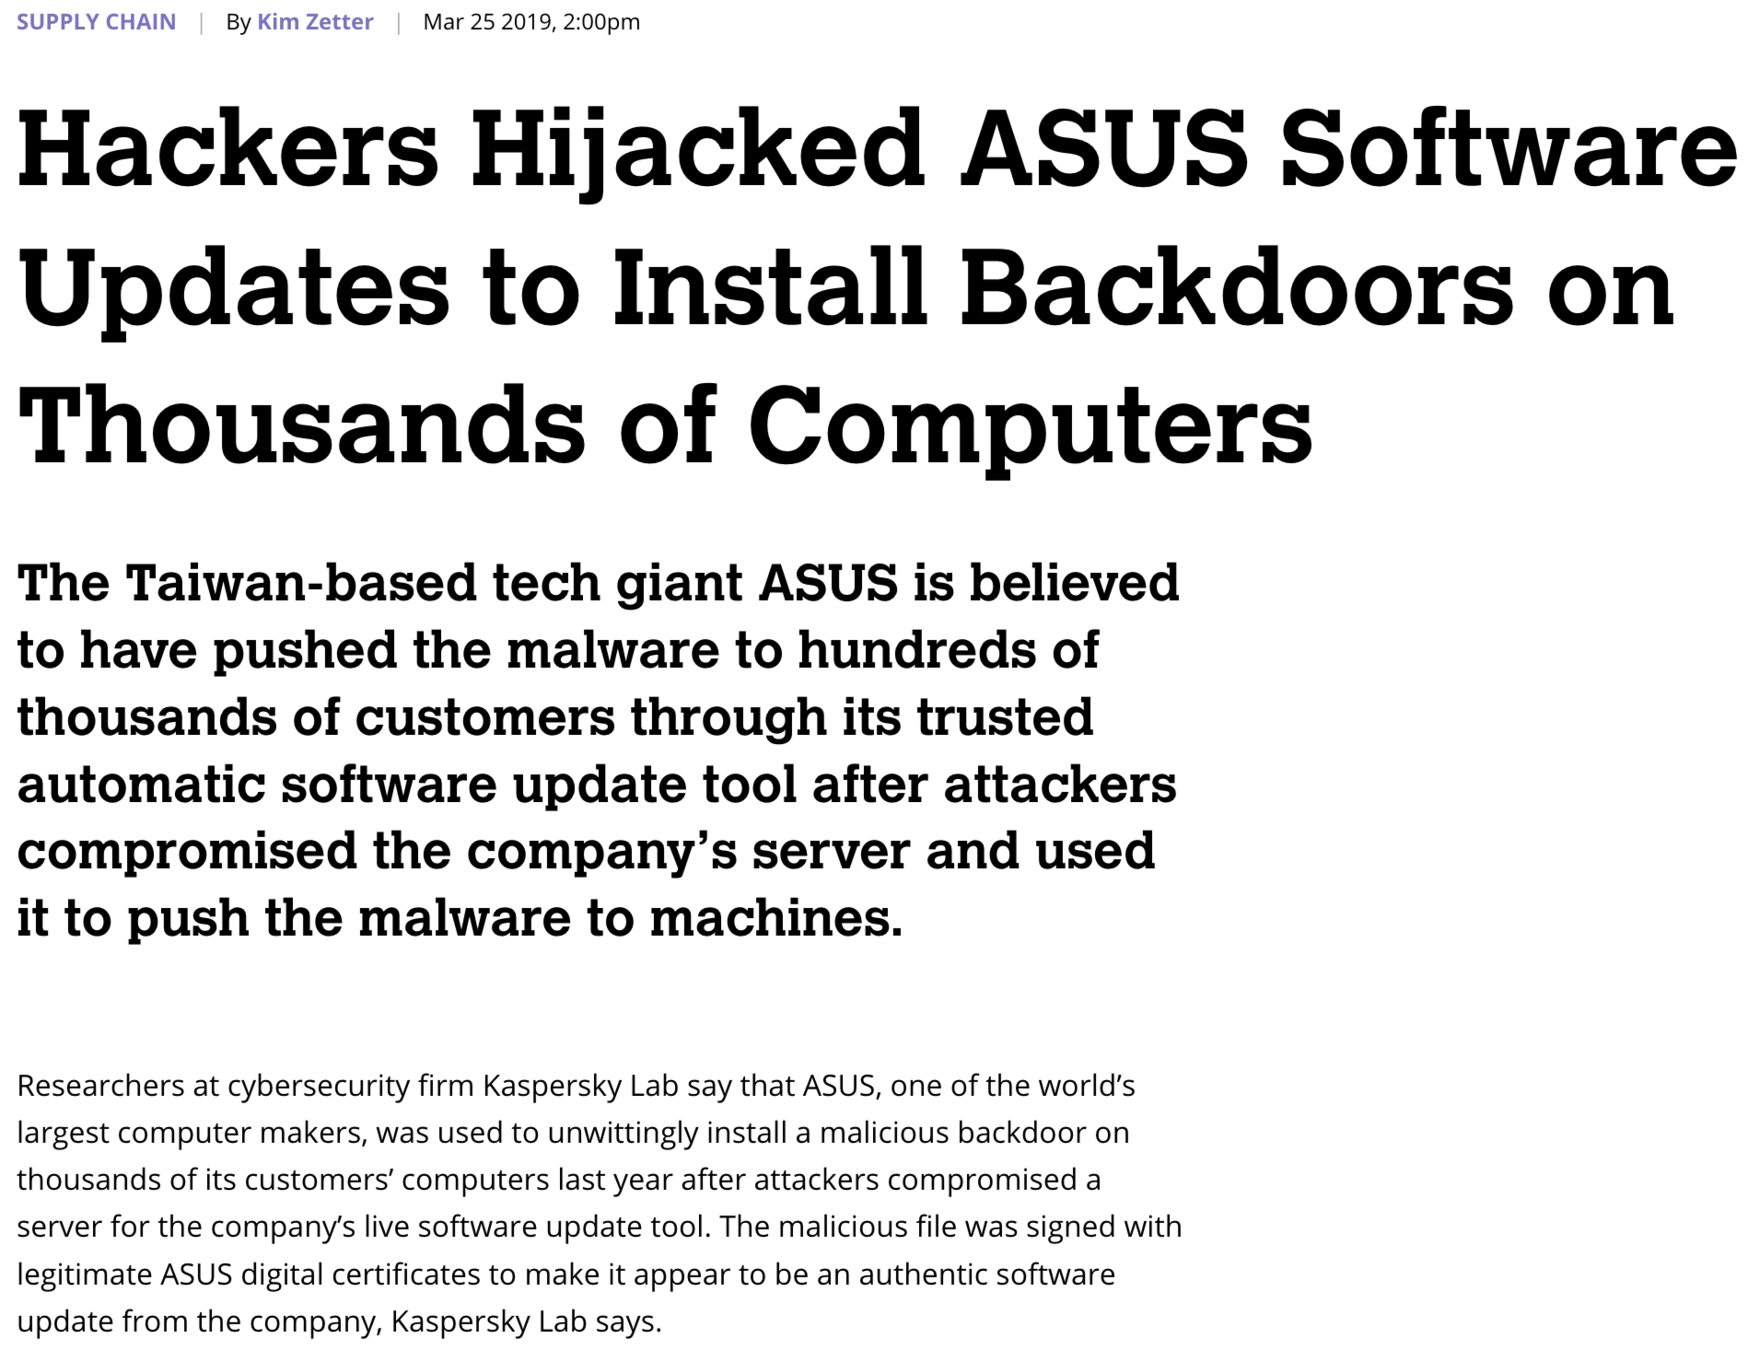 SUPPLY CHAIN | By Kim Zetter | Mar 25 2019, 2:00pm
Hackers Hijacked ASUS Software
Updates to Install Backdoors on
Thousands of Computers
The Taiwan-based tech giant ASUS is believed
to have pushed the malware to hundreds of
thousands of customers through its trusted
automatic software update tool after attackers
compromised the company’s server and used
it to push the malware to machines.
Researchers at cybersecurity firm Kaspersky Lab say that ASUS, one of the world’s
largest computer makers, was used to unwittingly install a malicious backdoor on
thousands of its customers’ computers last year after attackers compromised a
server for the company’s live software update tool. The malicious file was signed with
legitimate ASUS digital certificates to make it appear to be an authentic software
update from the company, Kaspersky Lab says.